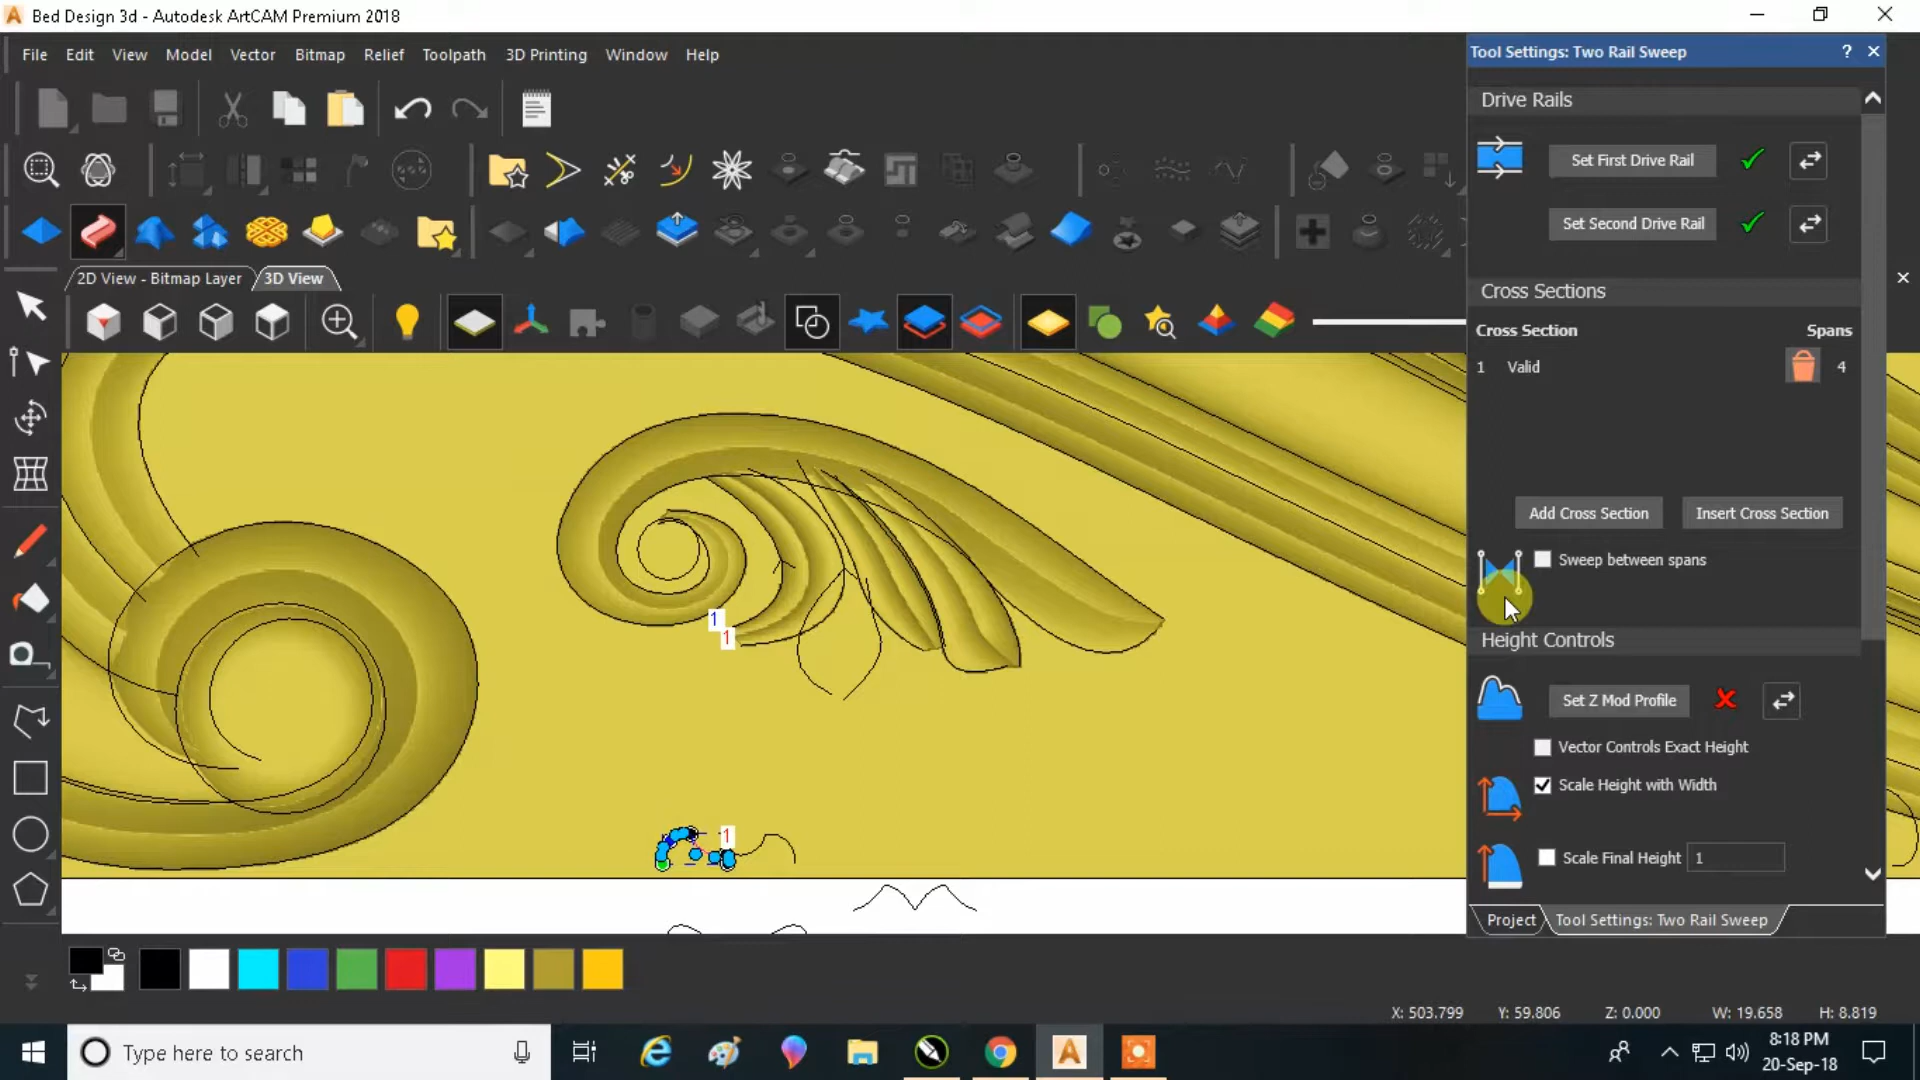 Bed Design 3d - Autodesk ArtCAM Premium 2018
File Edit View Model Vector Bitmap Relief Toolpath 3D Printing Window Help
2D View - Bitmap Layer 3D View
1
1
1
Tool Settings: Two Rail Sweep ?
Drive Rails
Set First Drive Rail
Set Second Drive Rail
Cross Sections
Cross Section Spans
1 Valid 4
Add Cross Section Insert Cross Section
Sweep between spans
Height Controls
Set Z Mod Profile
Vector Controls Exact Height
Scale Height with Width
Scale Final Height 1
Project Tool Settings: Two Rail Sweep
X: 503.799 Y: 59.806 Z: 0.000 W: 19.658 H: 8.819
Type here to search
8:18 PM
20-Sep-18